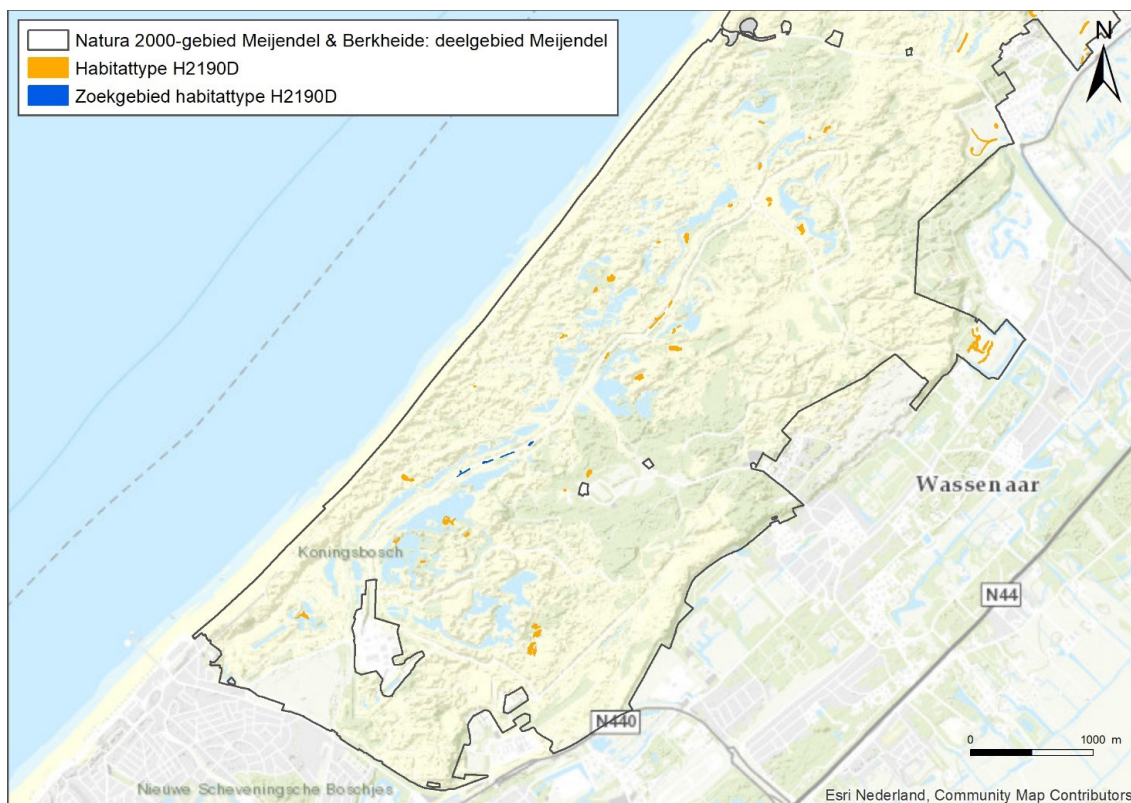 Natura 2000-gebied Meijendel & Berkheide: deelgebied Meijendel
Habitattype H2190D
Zoekgebied habitattype H2190D
N
Wassenaar
Koningsbosch
N44
N440
0 1000 m
Nieuwe Scheveningsche Boschjes
Esri Nederland, Community Map Contributors